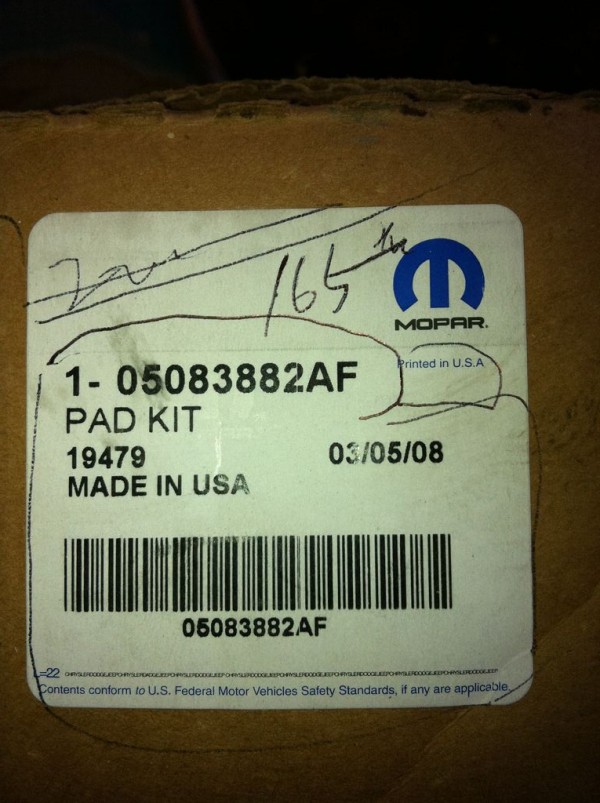 165
MOPAR.
Printed in U.S.A
1- 05083882AF
PAD KIT
19479
03/05/08
MADE IN USA
05083882AF
Contents conform to U.S. Federal Motor Vehicles Safety Standards, if any are applicable.